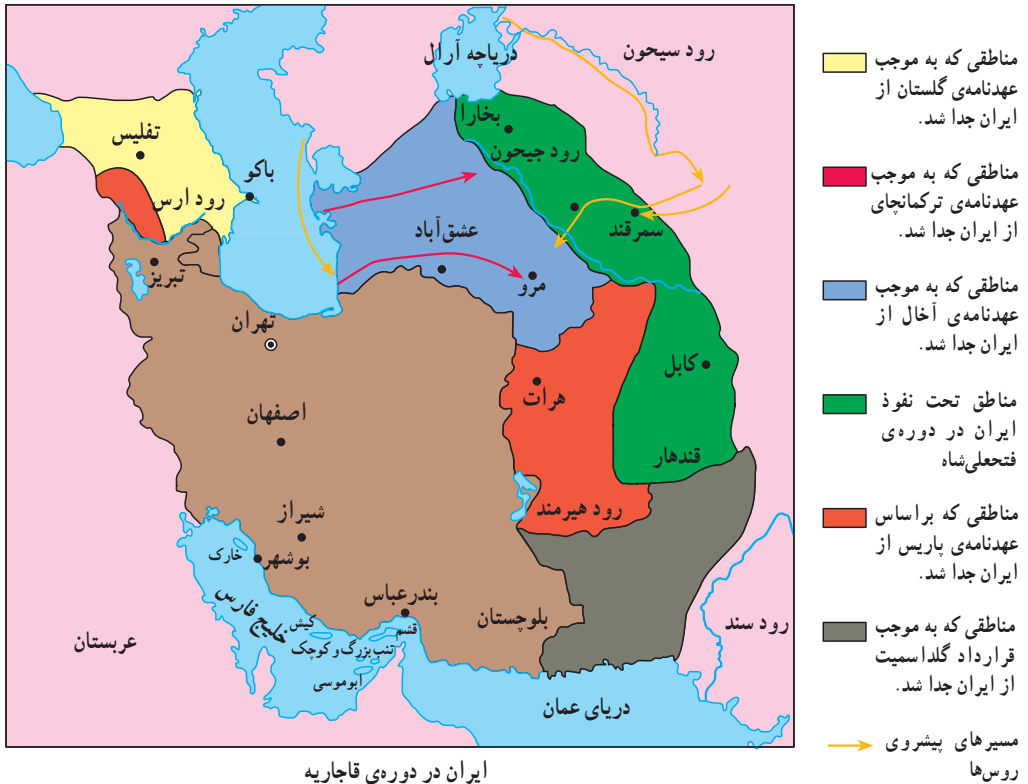 دریاچه آرال
رود سیحون
بخارا
رود جیحون
تفلیس
باکو
رود ارس
سمرقند
عشق‌آباد
مرو
تبریز
تهران
کابل
هرات
اصفهان
قندهار
رود هیرمند
شیراز
خارک
بوشهر
بندرعباس
بلوچستان
خلیج فارس
کیش
قشم
تنب‌بزرگ و کوچک
ابوموسی
عربستان
رود سند
دریای عمان
مناطقی که به موجب
عهدنامه‌ی گلستان از
ایران جدا شد.
مناطقی که به موجب
عهدنامه‌ی ترکمانچای
از ایران جدا شد.
مناطقی که به موجب
عهدنامه‌ی آخال از
ایران جدا شد.
مناطق تحت نفوذ
ایران در دوره‌ی
فتحعلی‌شاه
مناطقی که براساس
عهدنامه‌ی پاریس از
ایران جدا شد.
مناطقی که به موجب
قرارداد گلداسمیت
از ایران جدا شد.
مسیرهای پیشروی
روس‌ها
ایران در دوره‌ی قاجاریه